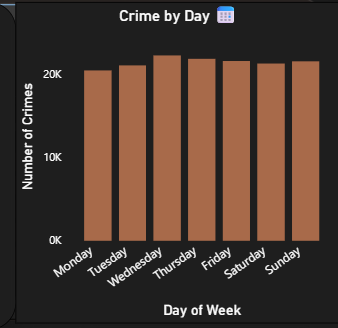 Crime by Day 📅
Number of Crimes
20K
10K
0K
Monday
Tuesday
Wednesday
Thursday
Friday
Saturday
Sunday
Day of Week